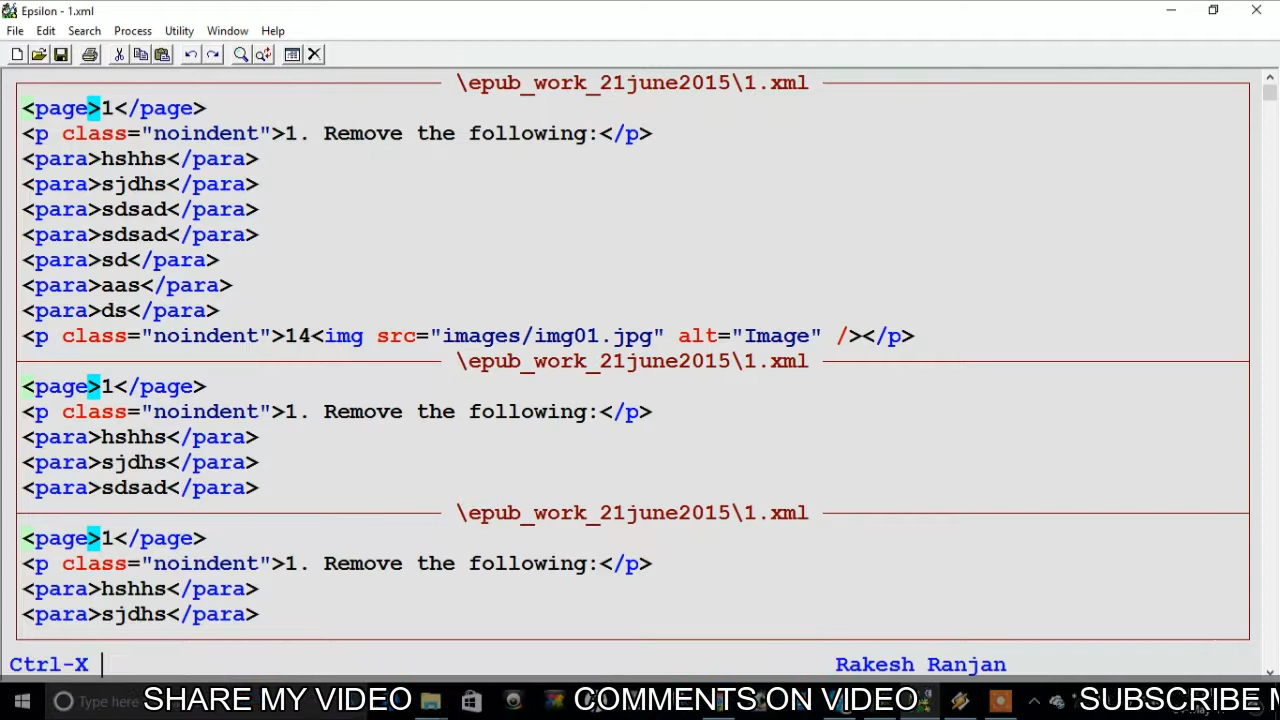 Epsilon - 1.xml
File Edit Search Process Utility Window Help
\epub_work_21june2015\1.xml
<page>1</page>
<p class="noindent">1. Remove the following:</p>
<para>hshhs</para>
<para>sjdhs</para>
<para>sdsad</para>
<para>sdsad</para>
<para>sd</para>
<para>aas</para>
<para>ds</para>
<p class="noindent">14<img src="images/img01.jpg" alt="Image" /></p>
\epub_work_21june2015\1.xml
<page>1</page>
<p class="noindent">1. Remove the following:</p>
<para>hshhs</para>
<para>sjdhs</para>
<para>sdsad</para>
\epub_work_21june2015\1.xml
<page>1</page>
<p class="noindent">1. Remove the following:</p>
<para>hshhs</para>
<para>sjdhs</para>
Ctrl-X Rakesh Ranjan
Type here SHARE MY VIDEO COMMENTS ON VIDEO SUBSCRIBE M